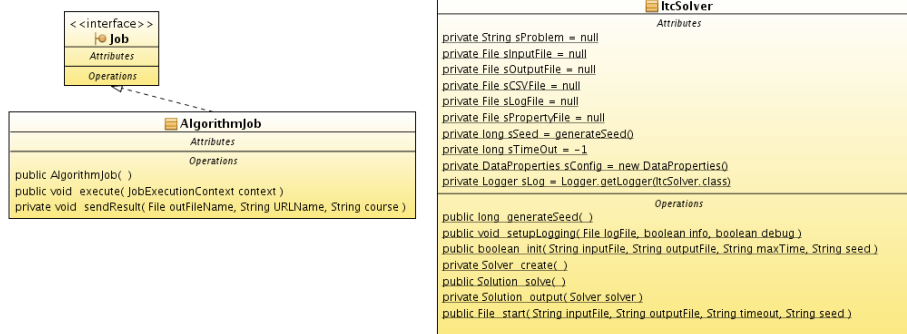 <<interface>>
Job
Attributes
Operations
AlgorithmJob
Attributes
Operations
public AlgorithmJob( )
public void execute( JobExecutionContext context )
private void sendResult( File outFileName, String URLName, String course )
ItcSolver
Attributes
private String sProblem = null
private File sInputFile = null
private File sOutputFile = null
private File sCSVFile = null
private File sLogFile = null
private File sPropertyFile = null
private long sSeed = generateSeed()
private long sTimeOut = -1
private DataProperties sConfig = new DataProperties()
private Logger sLog = Logger.getLogger(ItcSolver.class)
Operations
public long generateSeed( )
public void setupLogging( File logFile, boolean info, boolean debug )
public boolean init( String inputFile, String outputFile, String maxTime, String seed )
private Solver create( )
public Solution solve( )
private Solution output( Solver solver )
public File start( String inputFile, String outputFile, String timeout, String seed )